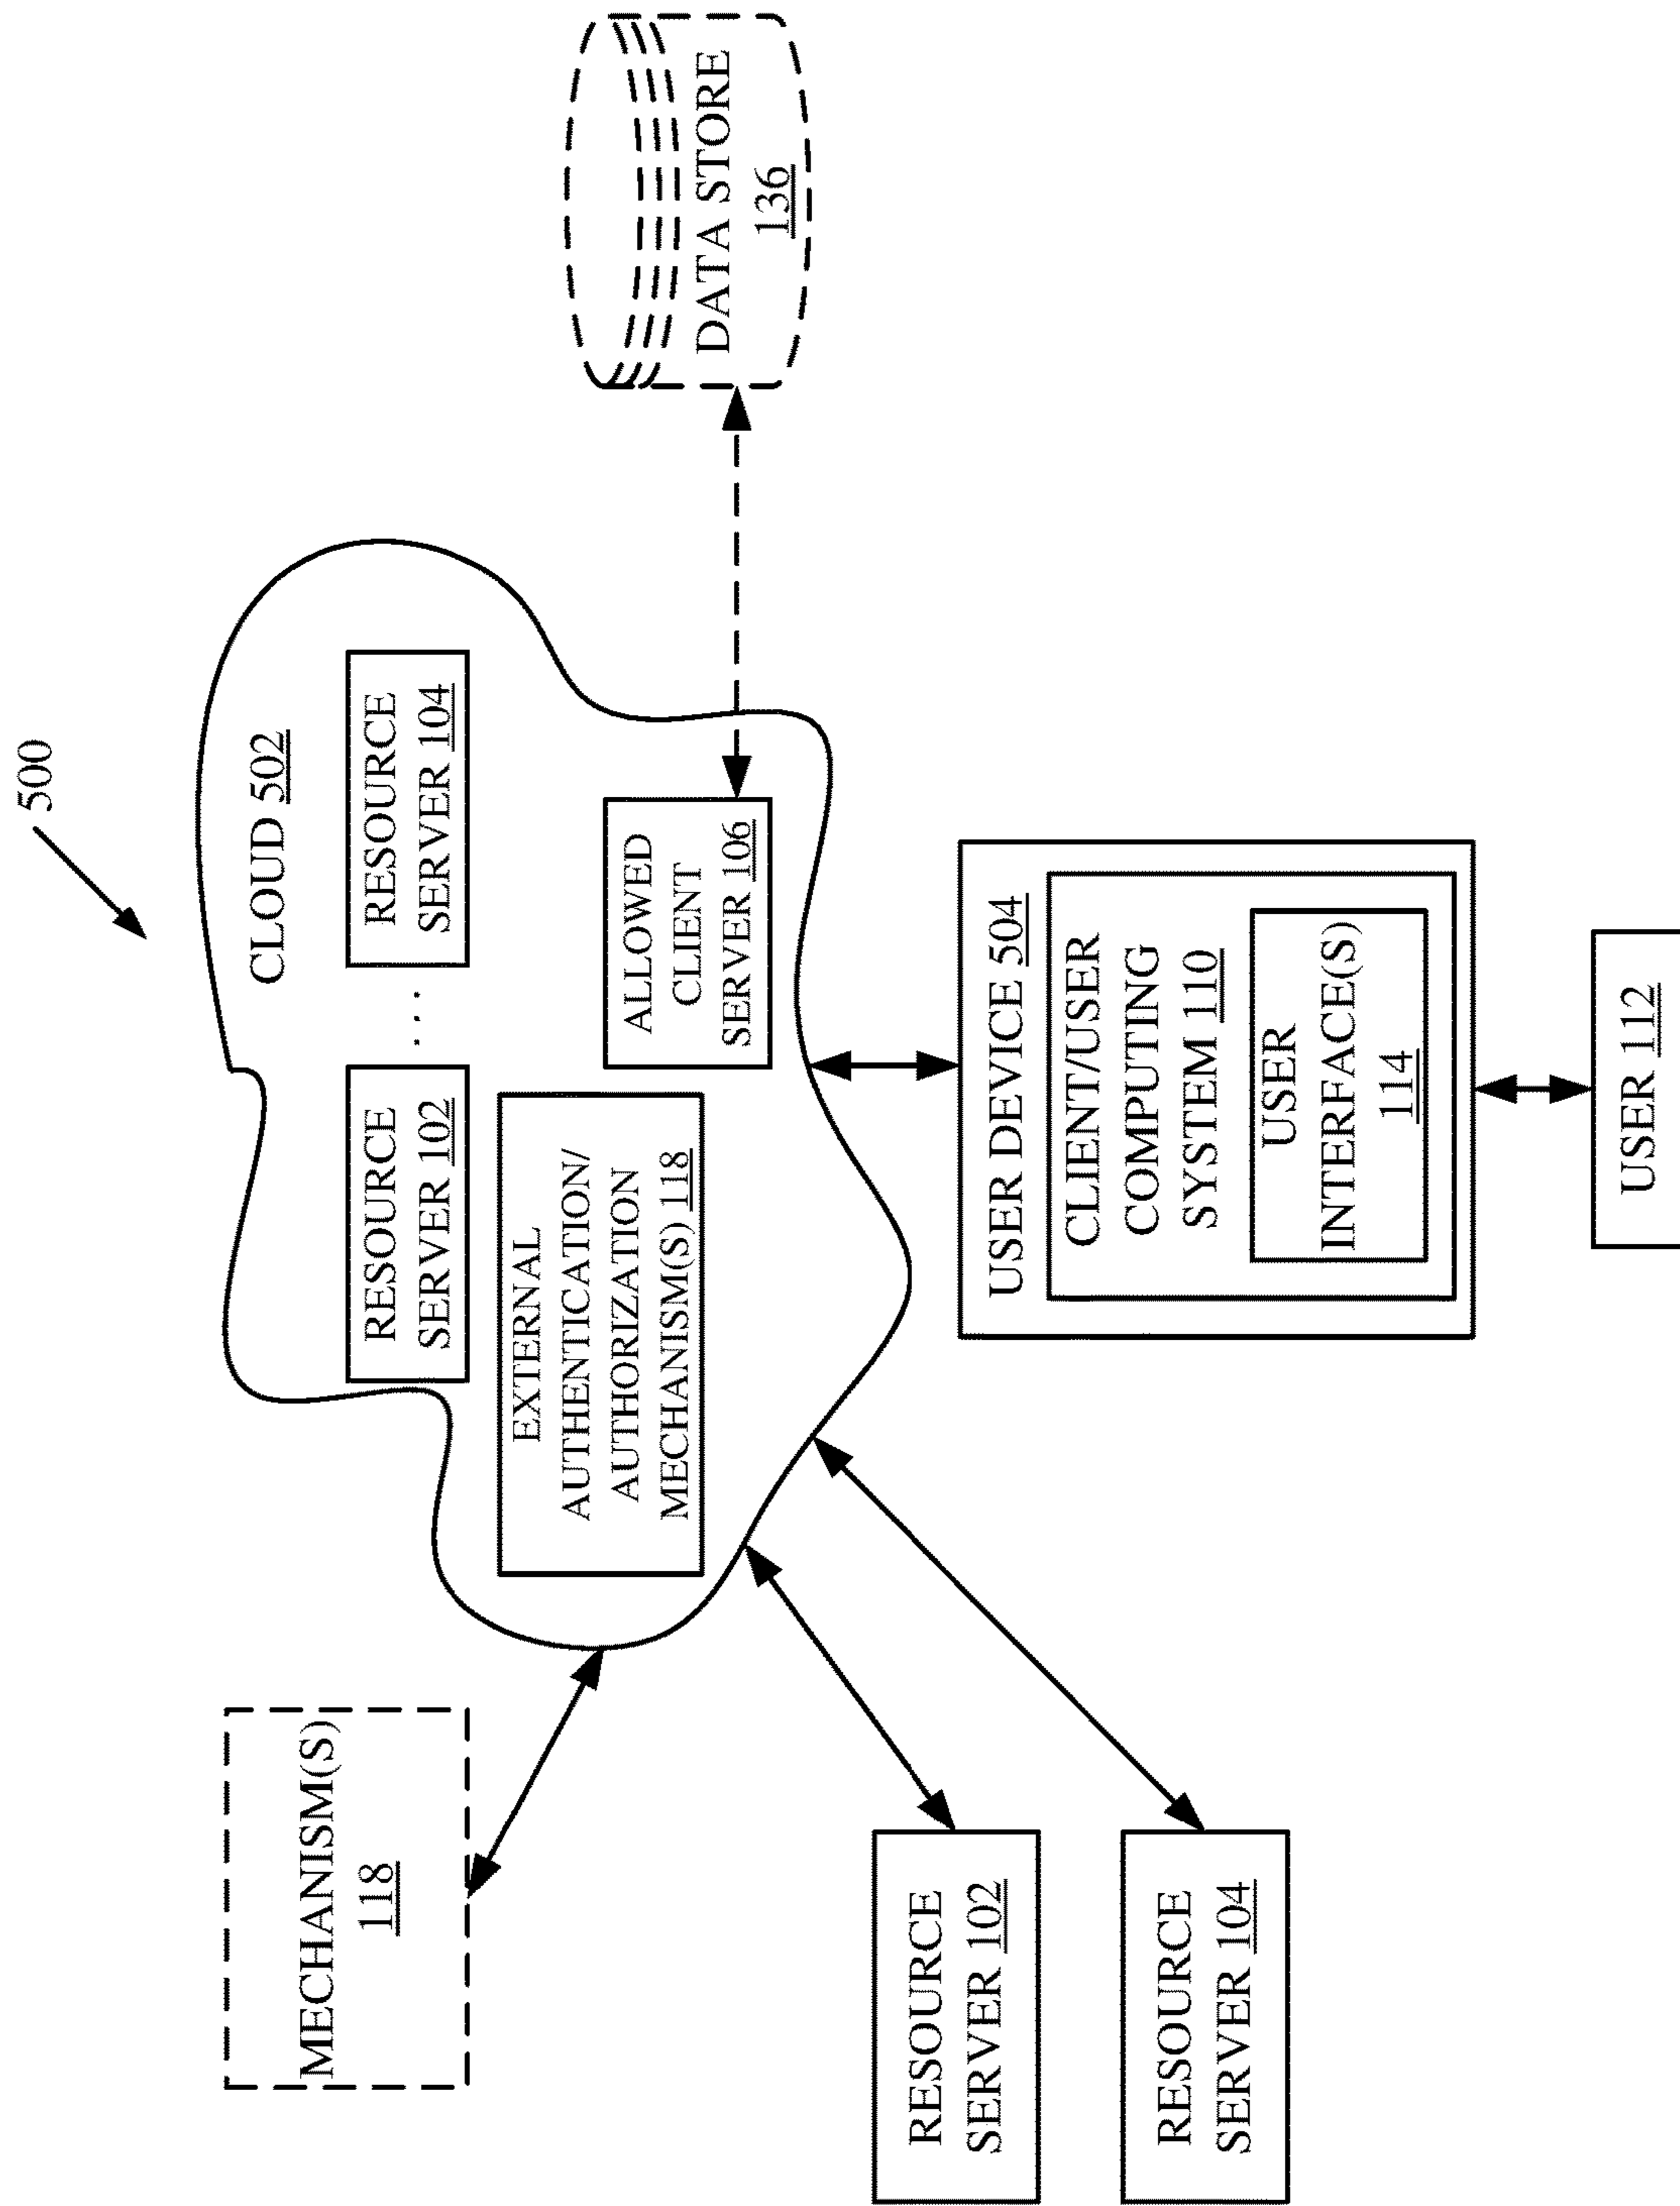 500
CLOUD 502
RESOURCE
SERVER 102
. . .
RESOURCE
SERVER 104
MECHANISM(S)
118
EXTERNAL
AUTHENTICATION/
AUTHORIZATION
MECHANISM(S) 118
ALLOWED
CLIENT
SERVER 106
DATA STORE
136
RESOURCE
SERVER 102
RESOURCE
SERVER 104
USER DEVICE 504
CLIENT/USER
COMPUTING
SYSTEM 110
USER
INTERFACE(S)
114
USER 112